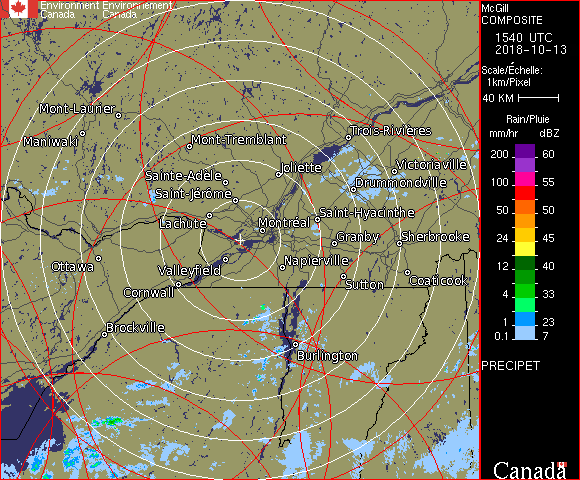 Environment Environnement
Canada Canada
McGill
COMPOSITE
1540 UTC
2018-10-13
Scale/Échelle:
1km/Pixel
40 KM
Rain/Pluie
mm/hr dBZ
200 60
100 55
50 50
24 45
12 40
4 33
1 23
0.1 7
PRECIPET
Canada
Mont-Laurier
Maniwaki
Mont-Tremblant
Trois-Rivières
Joliette
Victoriaville
Sainte-Adèle
Drummondville
Saint-Jérôme
Lachute
Saint-Hyacinthe
Montréal
Granby
Sherbrooke
Ottawa
Valleyfield
Napierville
Cornwall
Sutton
Coaticook
Brockville
Burlington